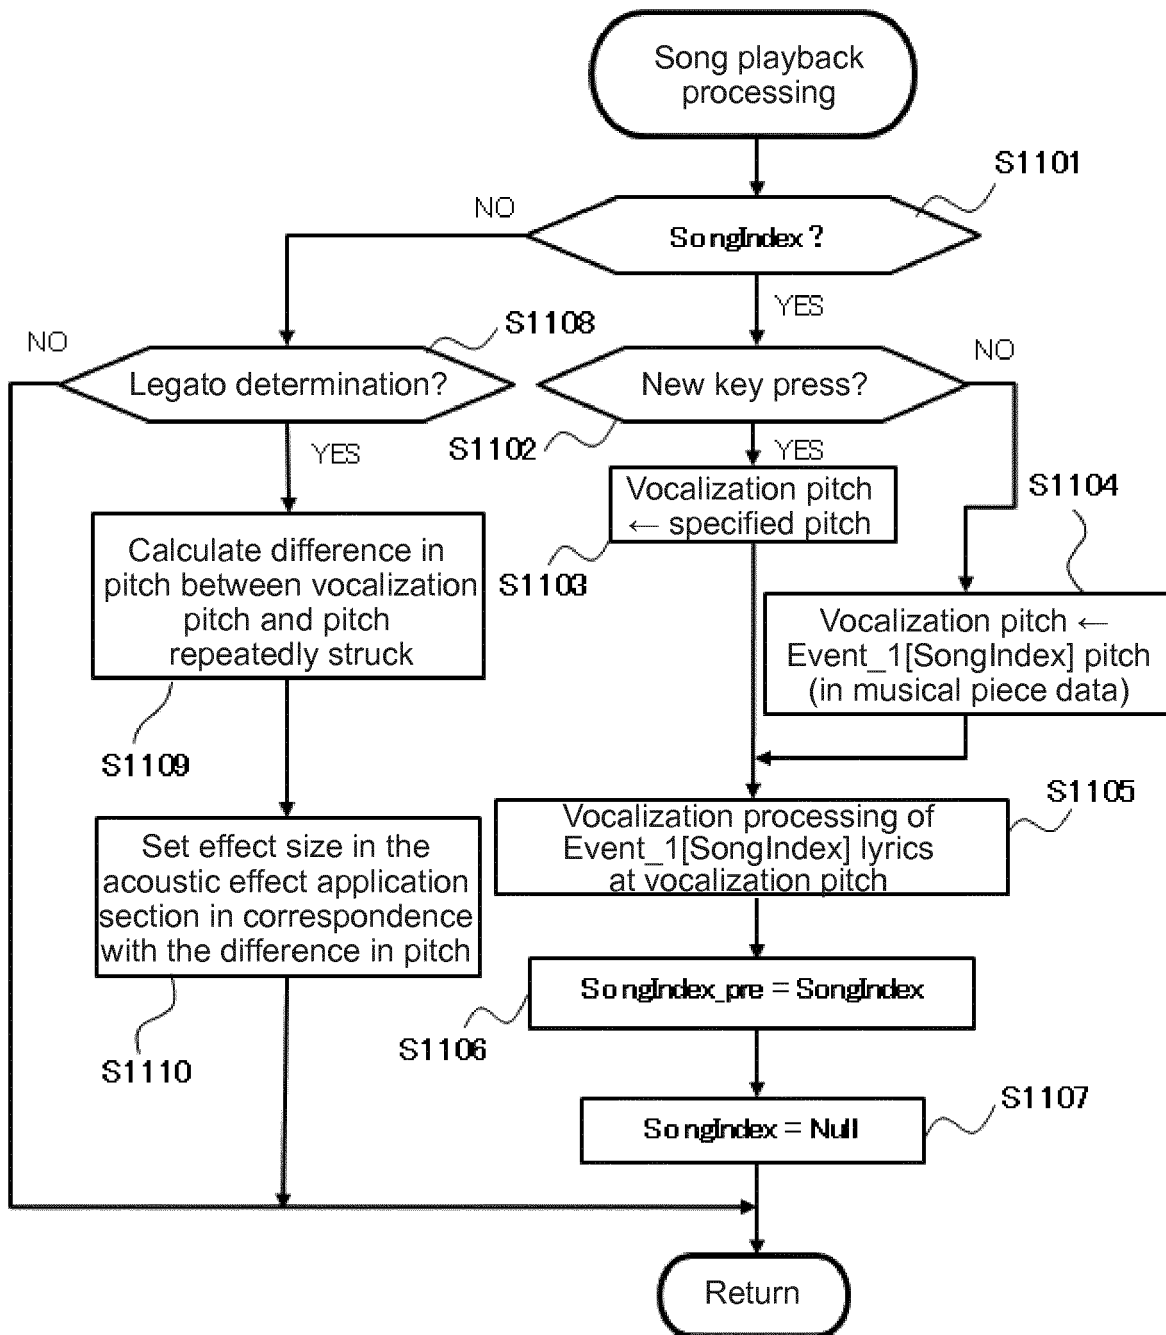 Song playback
processing
S1101
NO
SongIndex?
YES
S1108
NO
Legato determination?
New key press?
NO
S1102
YES
YES
Vocalization pitch
← specified pitch
S1104
S1103
Calculate difference in
pitch between vocalization
pitch and pitch
repeatedly struck
Vocalization pitch ←
Event_1[SongIndex] pitch
(in musical piece data)
S1109
S1105
Vocalization processing of
Event_1[SongIndex] lyrics
at vocalization pitch
Set effect size in the
acoustic effect application
section in correspondence
with the difference in pitch
SongIndex_pre = SongIndex
S1106
S1110
S1107
SongIndex = Null
Return